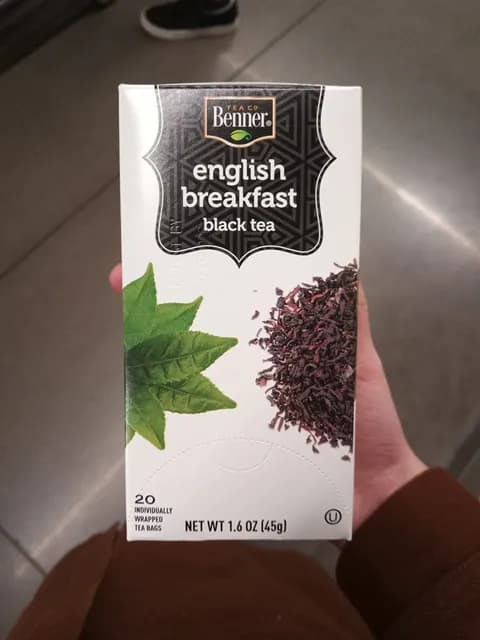 TEA CO
Benner®
english
breakfast
black tea
20
INDIVIDUALLY
WRAPPED
TEA BAGS
NET WT 1.6 OZ (45g)
U